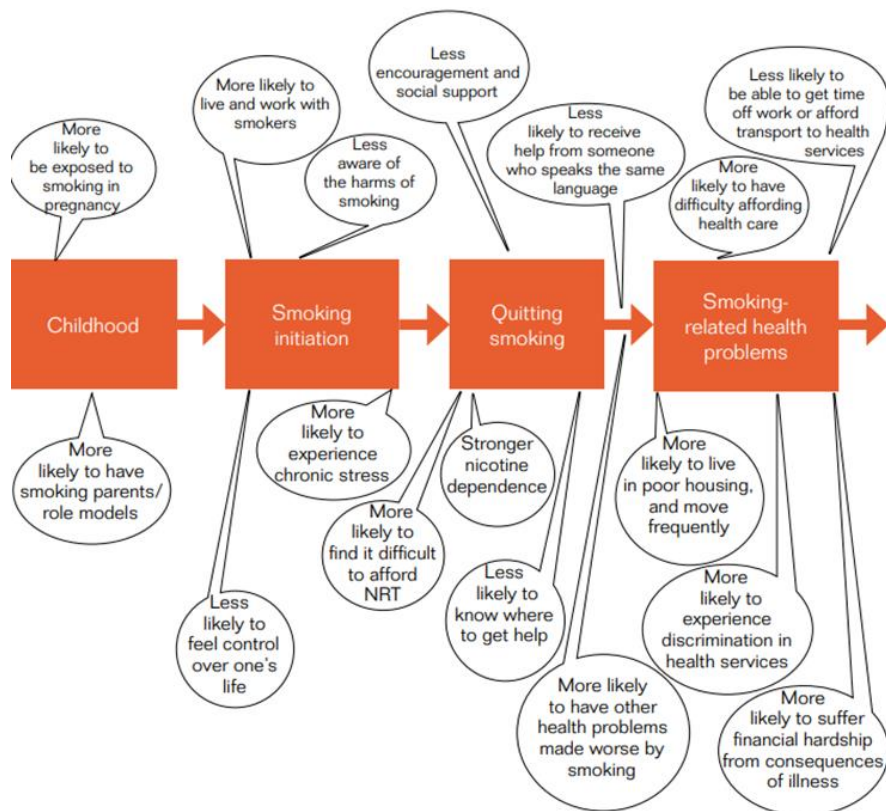 Less
encouragement and
social support
Less likely to
be able to get time
off work or afford
transport to health
services
More likely to
live and work with
smokers
Less
likely to receive
help from someone
who speaks the same
language
More
likely to
be exposed to
smoking in
pregnancy
Less
aware of
the harms of
smoking
More
likely to have
difficulty affording
health care
Childhood
Smoking
initiation
Quitting
smoking
Smoking-
related health
problems
More
likely to have
smoking parents/
role models
More
likely to
experience
chronic stress
Stronger
nicotine
dependence
More
likely to live
in poor housing,
and move
frequently
More
likely to
find it difficult
to afford
NRT
Less
likely to
know where
to get help
More
likely to
experience
discrimination in
health services
Less
likely to
feel control
over one's
life
More likely
to have other
health problems
made worse by
smoking
More
likely to suffer
financial hardship
from consequences
of illness